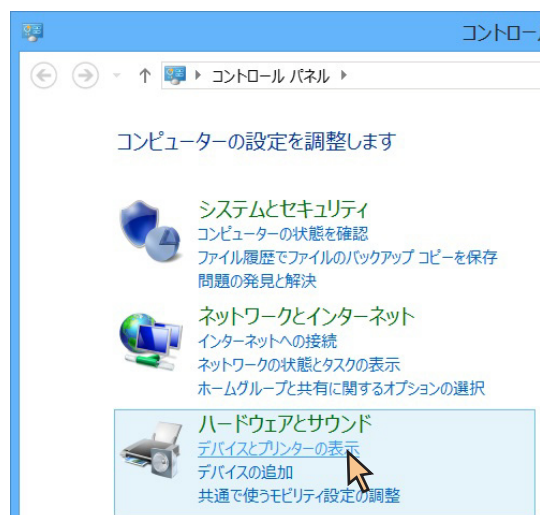 コントロー
コントロール パネル
コンピューターの設定を調整します
システムとセキュリティ
コンピューターの状態を確認
ファイル履歴でファイルのバックアップ コピーを保存
問題の発見と解決
ネットワークとインターネット
インターネットへの接続
ネットワークの状態とタスクの表示
ホームグループと共有に関するオプションの選択
ハードウェアとサウンド
デバイスとプリンターの表示
デバイスの追加
共通で使うモビリティ設定の調整